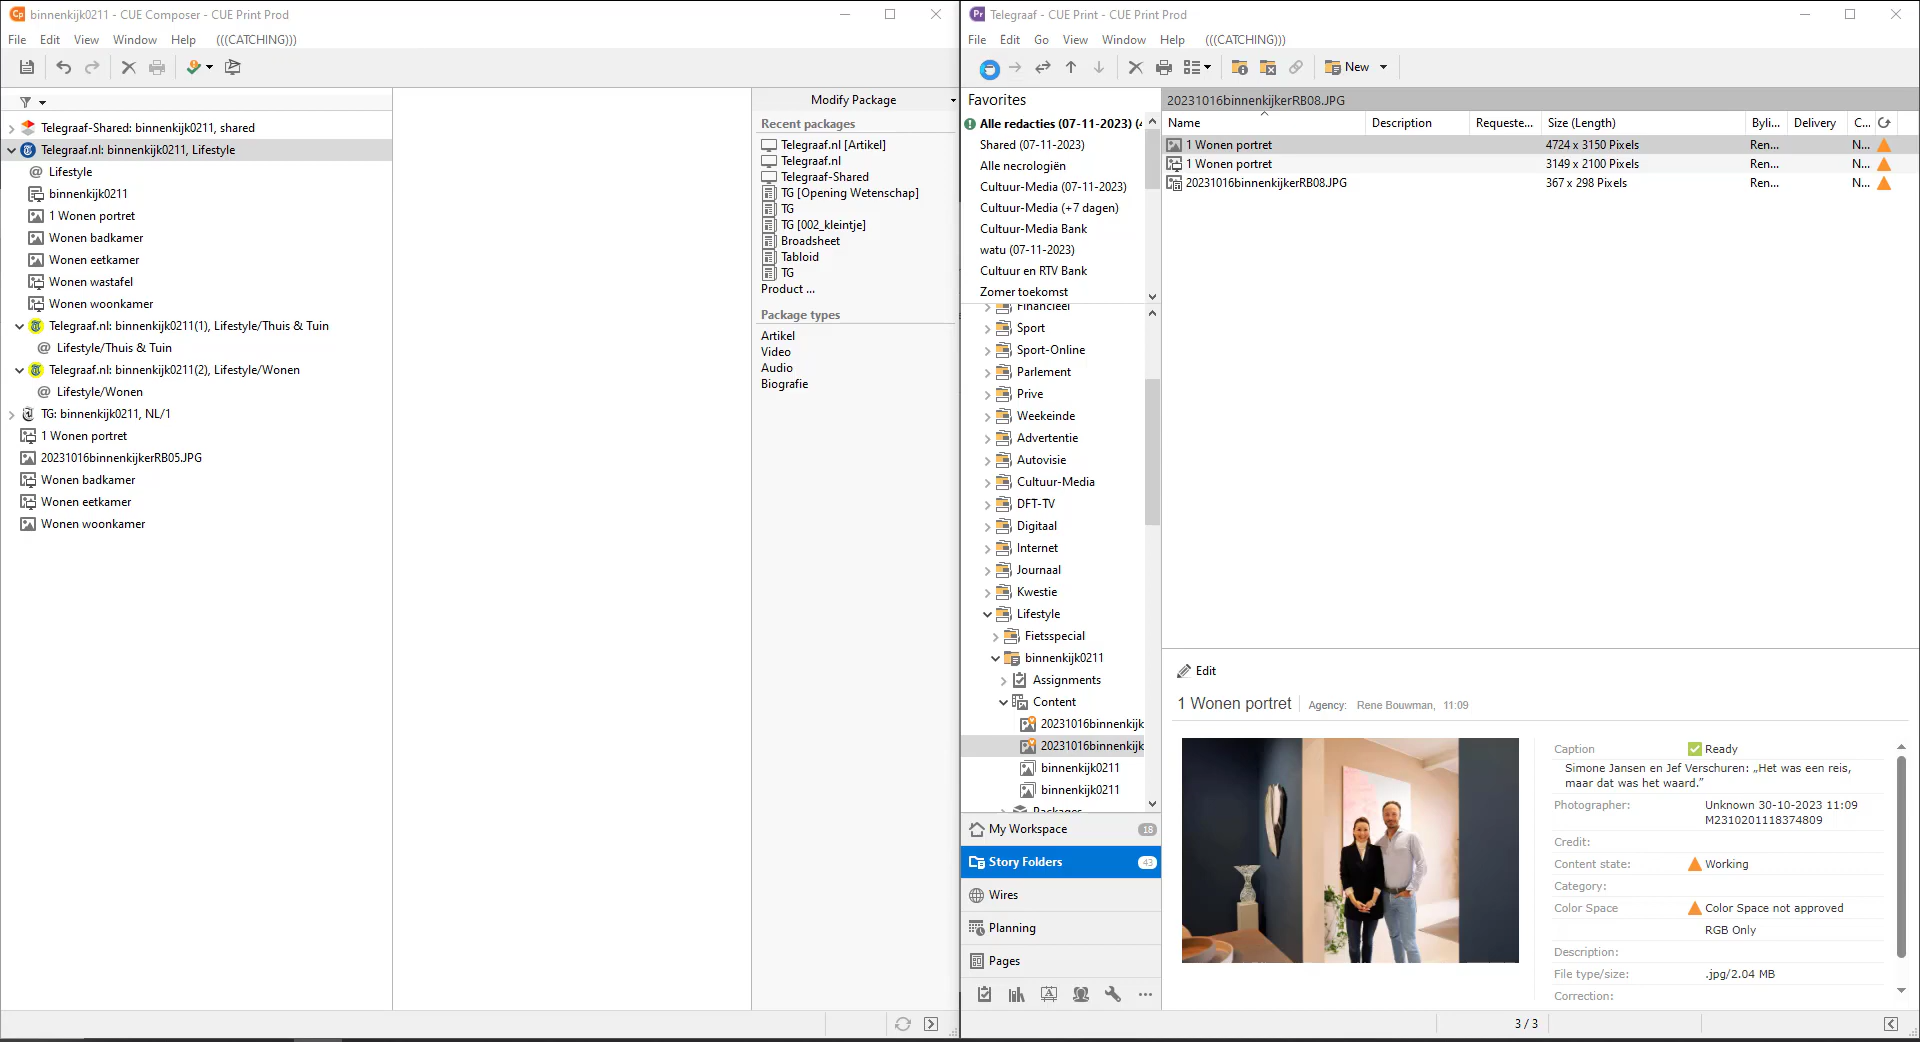 binnenkijk0211 - CUE Composer - CUE Print Prod
File Edit View Window Help (((CATCHING)))
Telegraaf-Shared: binnenkijk0211, shared
Telegraaf.nl: binnenkijk0211, Lifestyle
@ Lifestyle
binnenkijk0211
1 Wonen portret
Wonen badkamer
Wonen eetkamer
Wonen wastafel
Wonen woonkamer
Telegraaf.nl: binnenkijk0211(1), Lifestyle/Thuis & Tuin
@ Lifestyle/Thuis & Tuin
Telegraaf.nl: binnenkijk0211(2), Lifestyle/Wonen
@ Lifestyle/Wonen
TG: binnenkijk0211, NL/1
1 Wonen portret
20231016binnenkijkerRB05.JPG
Wonen badkamer
Wonen eetkamer
Wonen woonkamer
Modify Package
Recent packages
Telegraaf.nl [Artikel]
Telegraaf.nl
Telegraaf-Shared
TG [Opening Wetenschap]
TG
TG [002_kleintje]
Broadsheet
Tabloid
TG
Product ...
Package types
Artikel
Video
Audio
Biografie
Telegraaf - CUE Print - CUE Print Prod
File Edit Go View Window Help (((CATCHING)))
New
Favorites
Alle redacties (07-11-2023) (4
Shared (07-11-2023)
Alle necrologiën
Cultuur-Media (07-11-2023)
Cultuur-Media (+7 dagen)
Cultuur-Media Bank
watu (07-11-2023)
Cultuur en RTV Bank
Zomer toekomst
Financieel
Sport
Sport-Online
Parlement
Prive
Weekeinde
Advertentie
Autovisie
Cultuur-Media
DFT-TV
Digitaal
Internet
Journaal
Kwestie
Lifestyle
Fietsspecial
binnenkijk0211
Assignments
Content
20231016binnenkijk
20231016binnenkijk
binnenkijk0211
binnenkijk0211
Packages
My Workspace 18
Story Folders 43
Wires
Planning
Pages
20231016binnenkijkerRB08.JPG
Name Description Requeste... Size (Length) Byli... Delivery C...
1 Wonen portret 4724 x 3150 Pixels Ren... N...
1 Wonen portret 3149 x 2100 Pixels Ren... N...
20231016binnenkijkerRB08.JPG 367 x 298 Pixels Ren... N...
Edit
1 Wonen portret Agency: Rene Bouwman, 11:09
Caption Ready
Simone Jansen en Jef Verschuren: „Het was een reis,
maar dat was het waard.”
Photographer: Unknown 30-10-2023 11:09
M2310201118374809
Credit:
Content state: Working
Category:
Color Space Color Space not approved
RGB Only
Description:
File type/size: .jpg/2.04 MB
Correction:
3 / 3